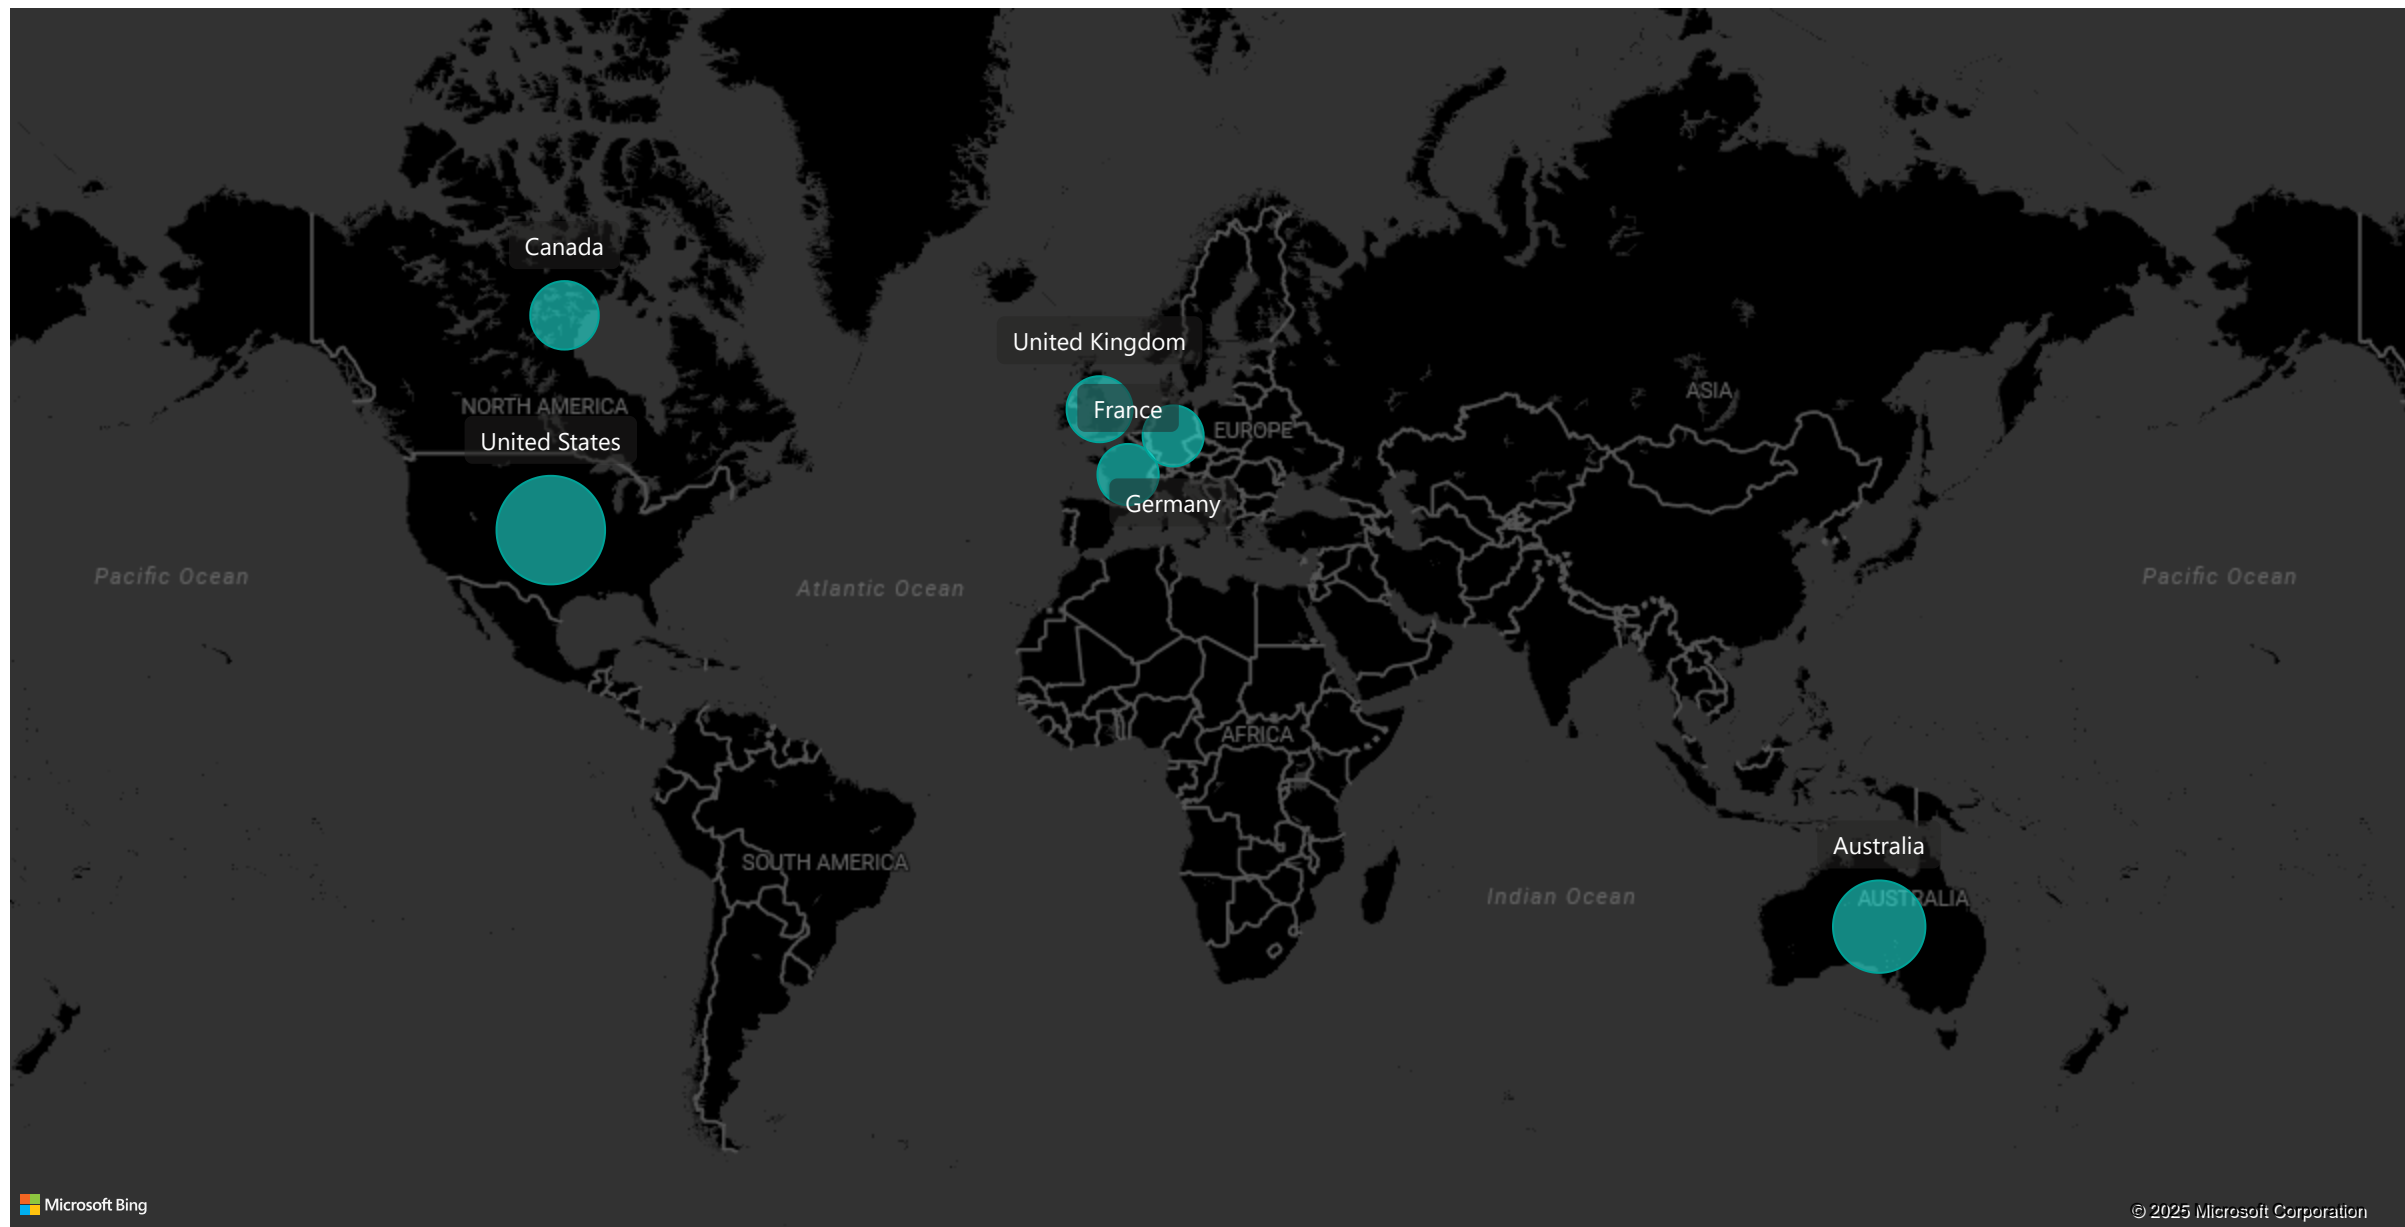 Canada
United Kingdom
ASIA
NORTH AMERICA
France
EUROPE
United States
Germany
Pacific Ocean
Atlantic Ocean
Pacific Ocean
AFRICA
Australia
SOUTH AMERICA
Indian Ocean
AUSTRALIA
Microsoft Bing
© 2025 Microsoft Corporation